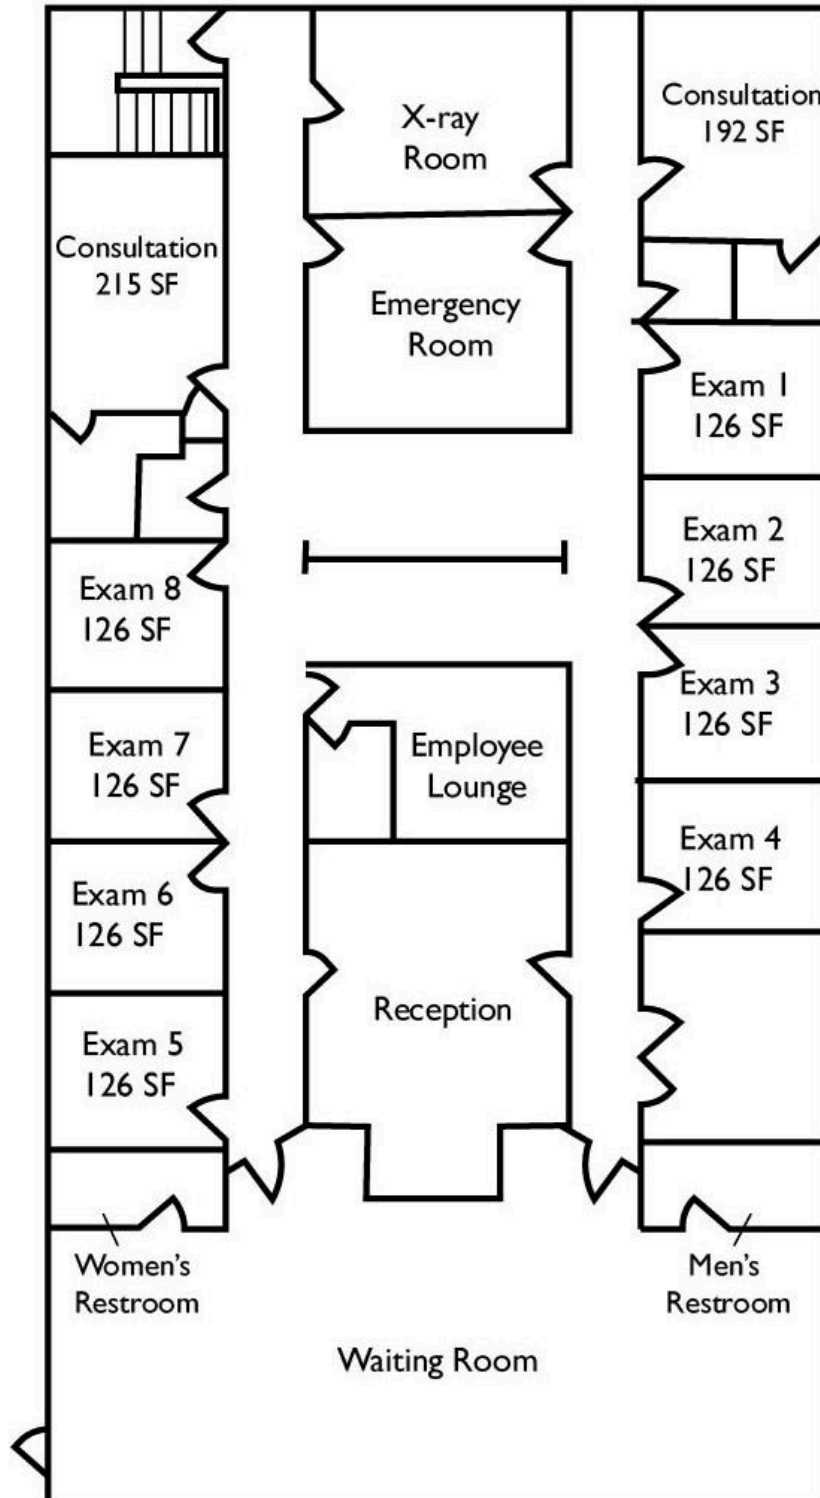 X-ray
Room
Consultation
192 SF
Consultation
215 SF
Emergency
Room
Exam 1
126 SF
Exam 2
126 SF
Exam 8
126 SF
Exam 3
126 SF
Exam 7
126 SF
Employee
Lounge
Exam 4
126 SF
Exam 6
126 SF
Reception
Exam 5
126 SF
Women's
Restroom
Men's
Restroom
Waiting Room